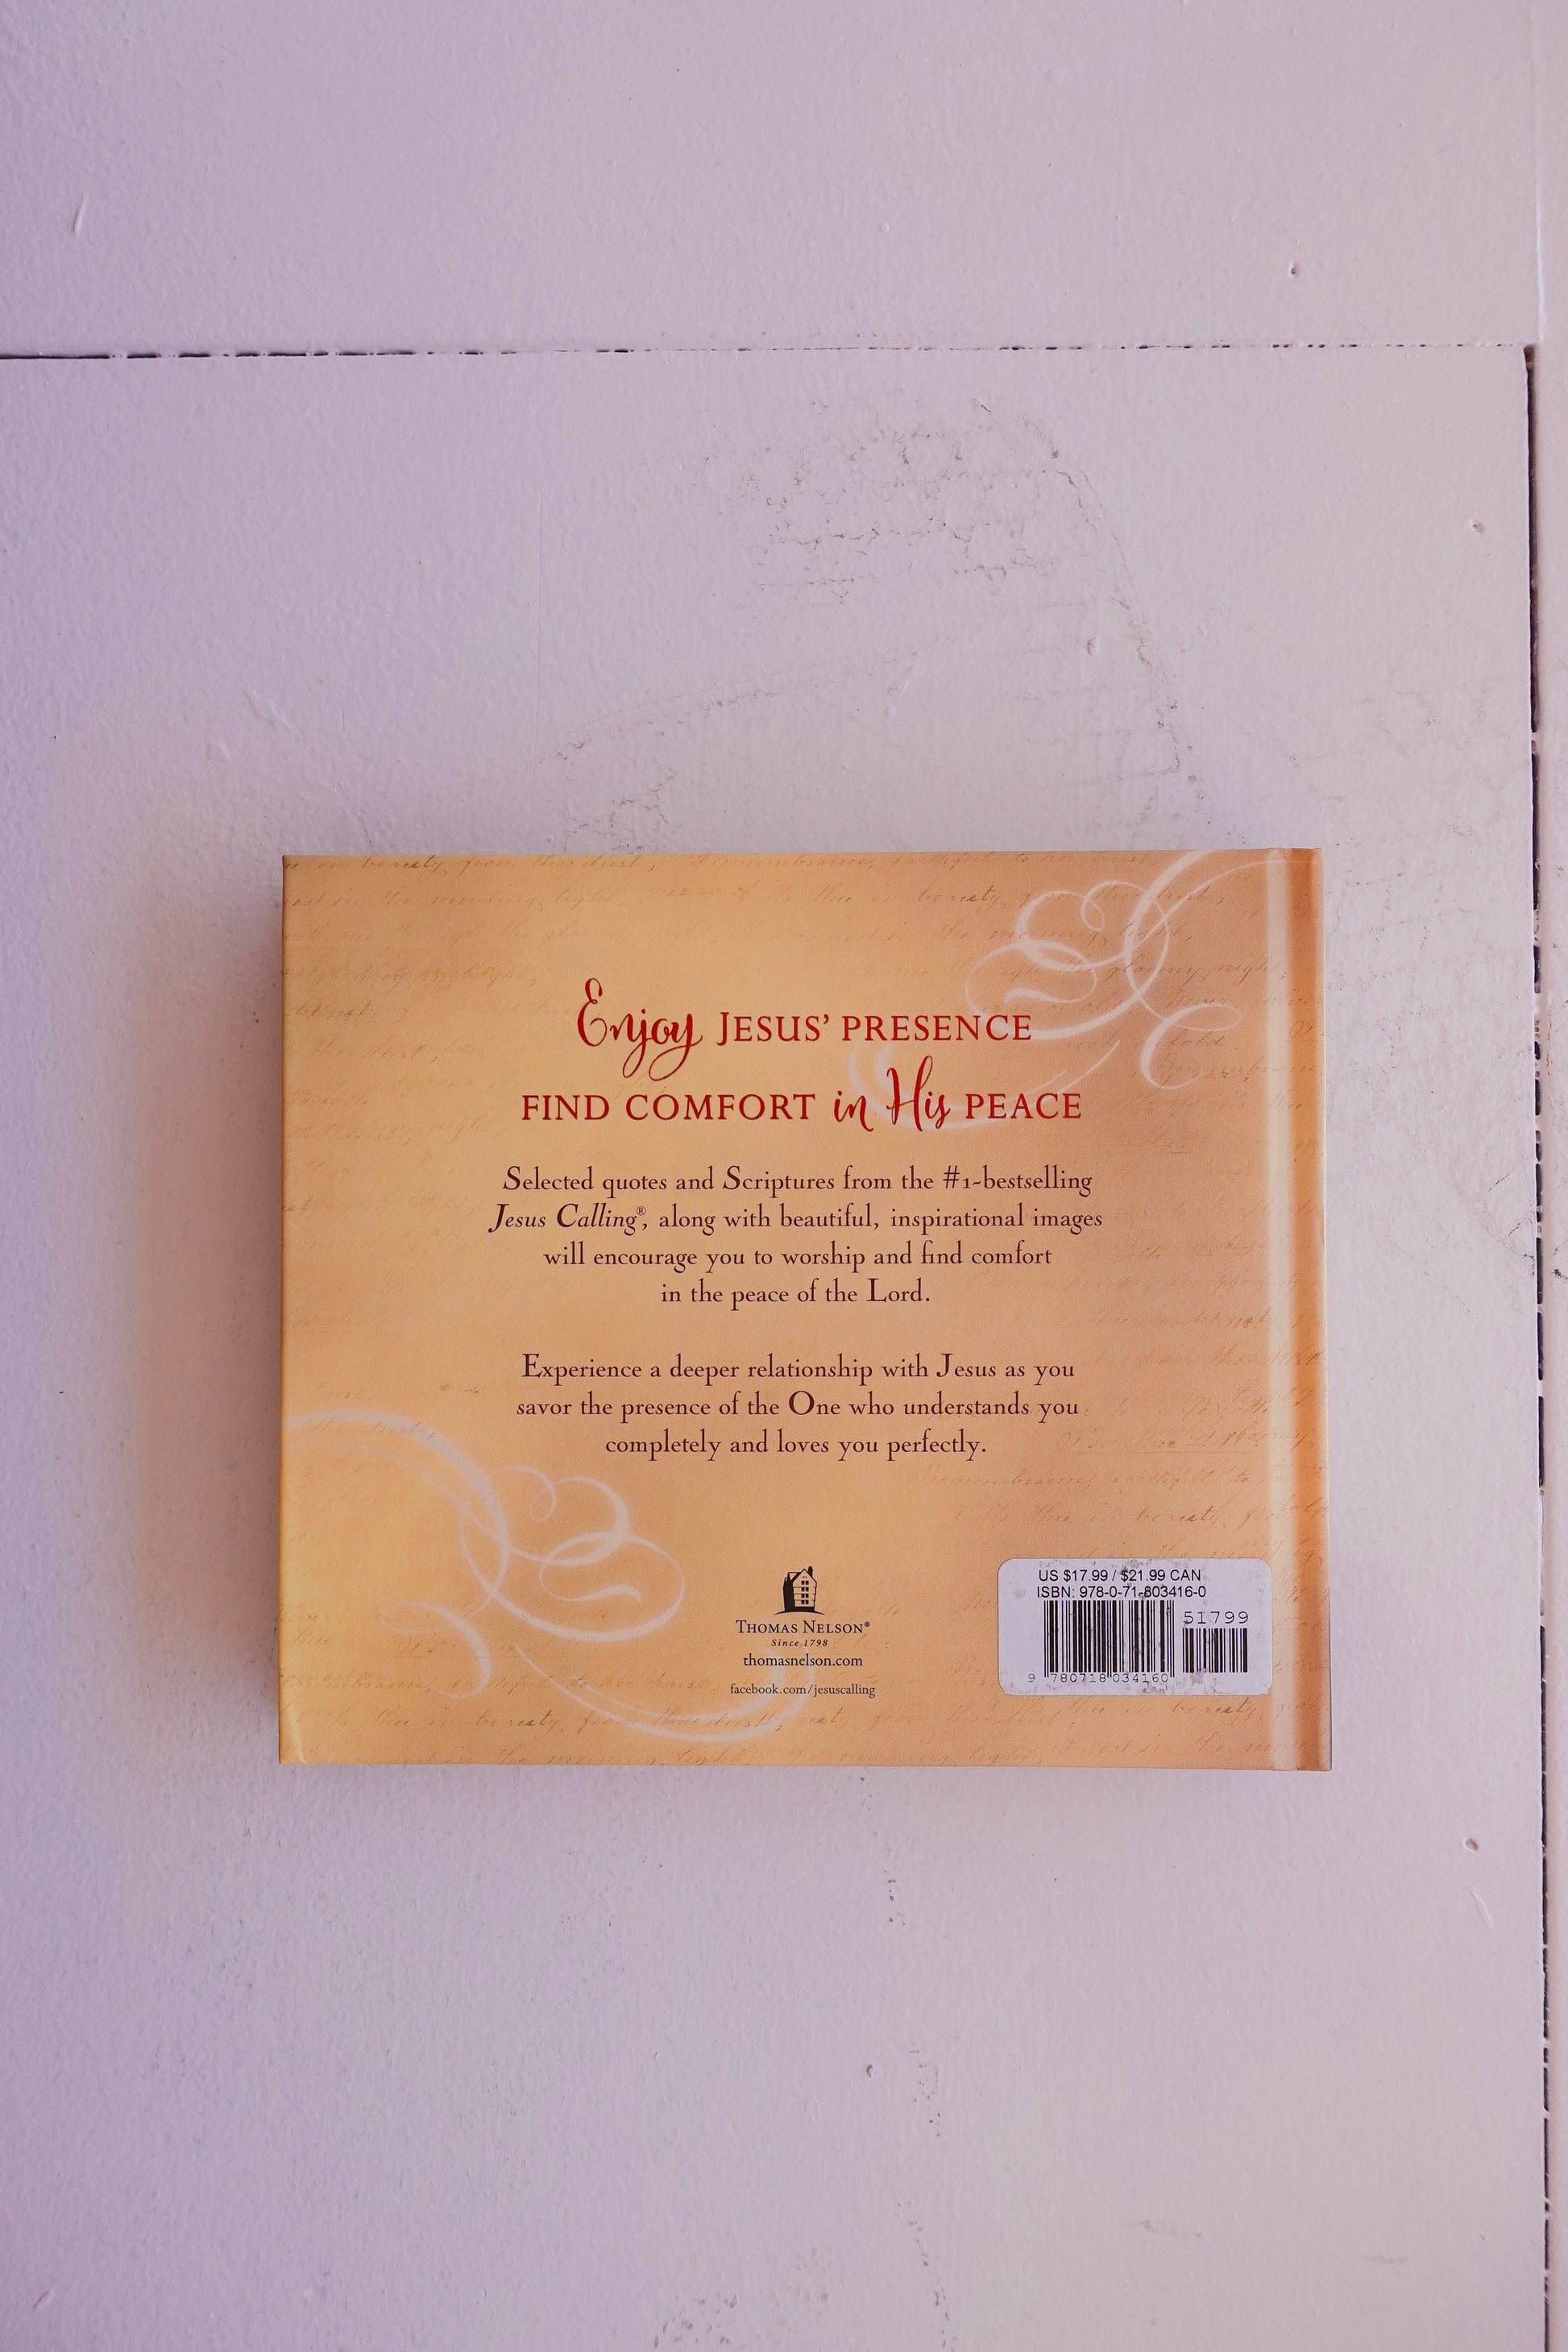 Enjoy JESUS’ PRESENCE
FIND COMFORT in His PEACE
Selected quotes and Scriptures from the #1-bestselling
Jesus Calling®, along with beautiful, inspirational images
will encourage you to worship and find comfort
in the peace of the Lord.
Experience a deeper relationship with Jesus as you
savor the presence of the One who understands you
completely and loves you perfectly.
THOMAS NELSON®
Since 1798
thomasnelson.com
facebook.com/jesuscalling
US $17.99 / $21.99 CAN
ISBN: 978-0-71-803416-0
51799
9 780718 034160